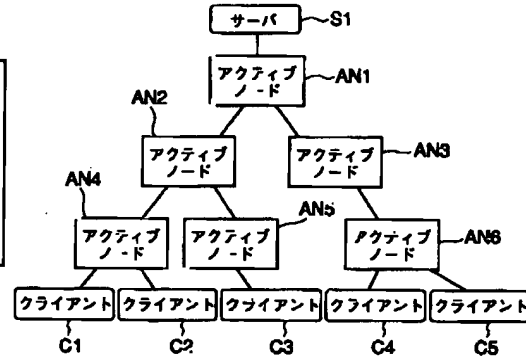 サーバ
S1
アクティブ
ノード
AN1
AN2
アクティブ
ノード
アクティブ
ノード
AN3
AN4
アクティブ
ノード
アクティブ
ノード
AN5
アクティブ
ノード
AN6
クライアント
クライアント
クライアント
クライアント
クライアント
C1
C2
C3
C4
C5